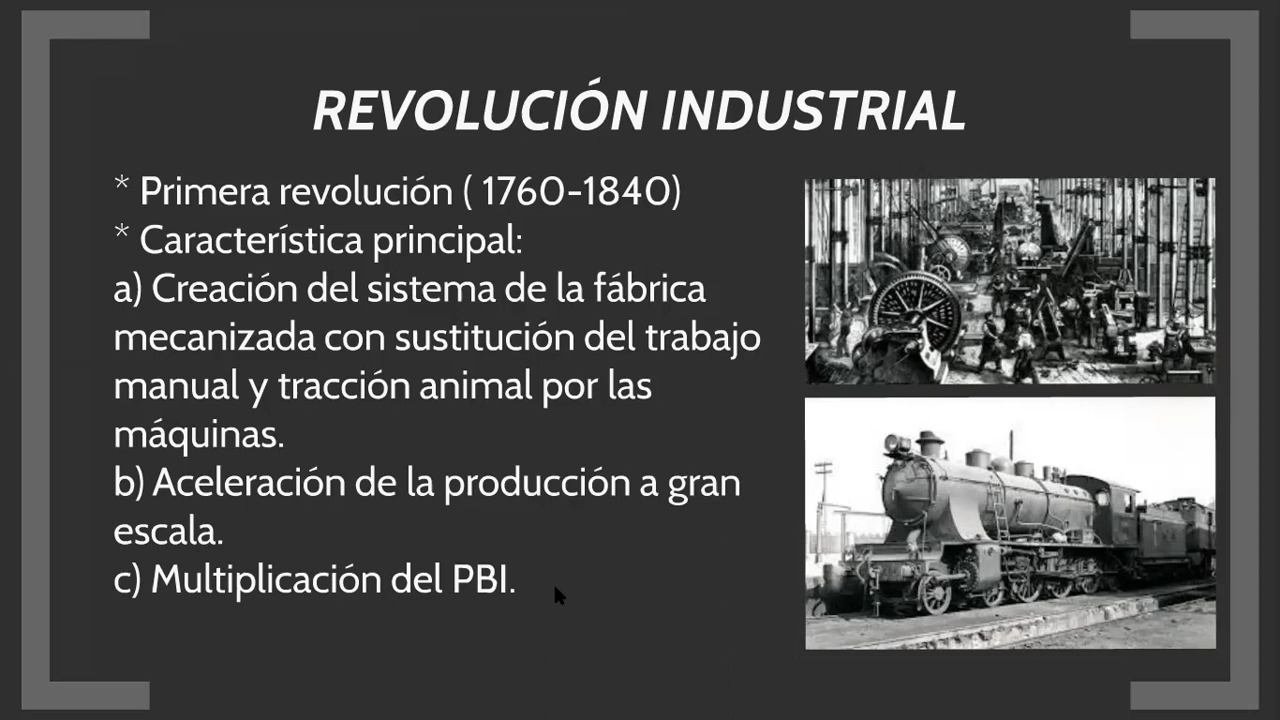 REVOLUCIÓN INDUSTRIAL
* Primera revolución ( 1760-1840)
* Característica principal:
a) Creación del sistema de la fábrica
mecanizada con sustitución del trabajo
manual y tracción animal por las
máquinas.
b) Aceleración de la producción a gran
escala.
c) Multiplicación del PBI.